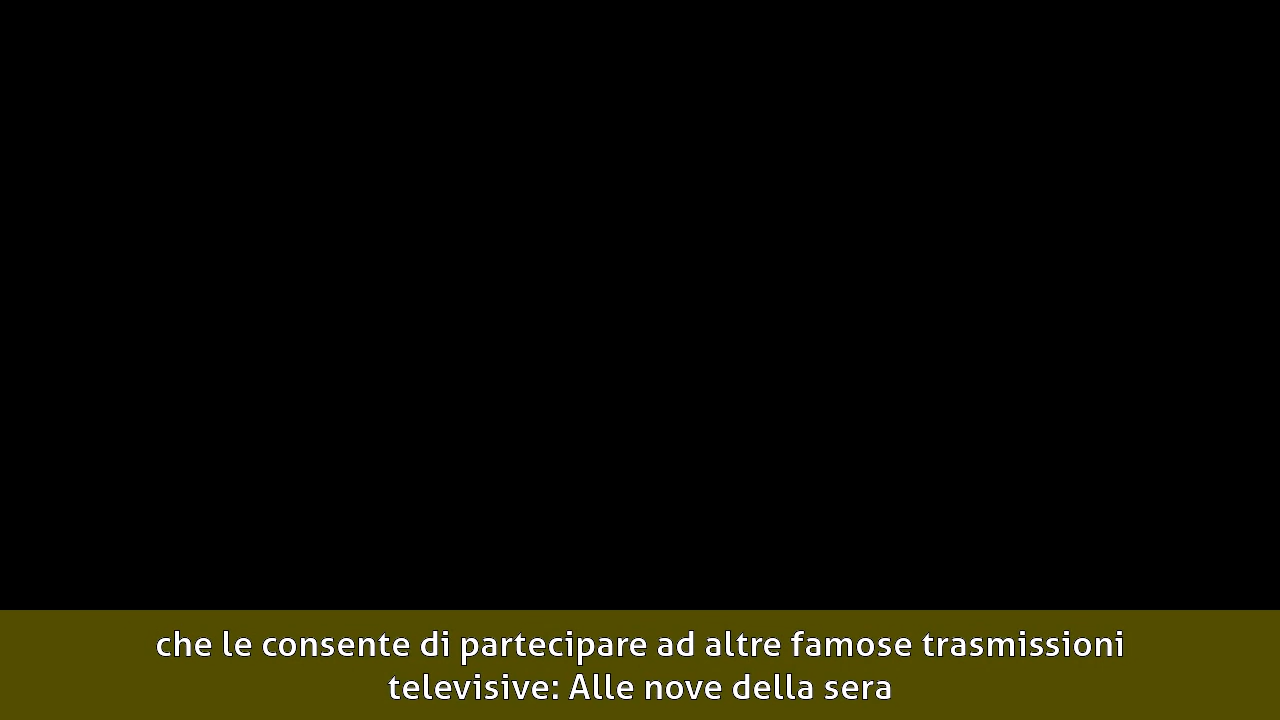 che le consente di partecipare ad altre famose trasmissioni
televisive: Alle nove della sera